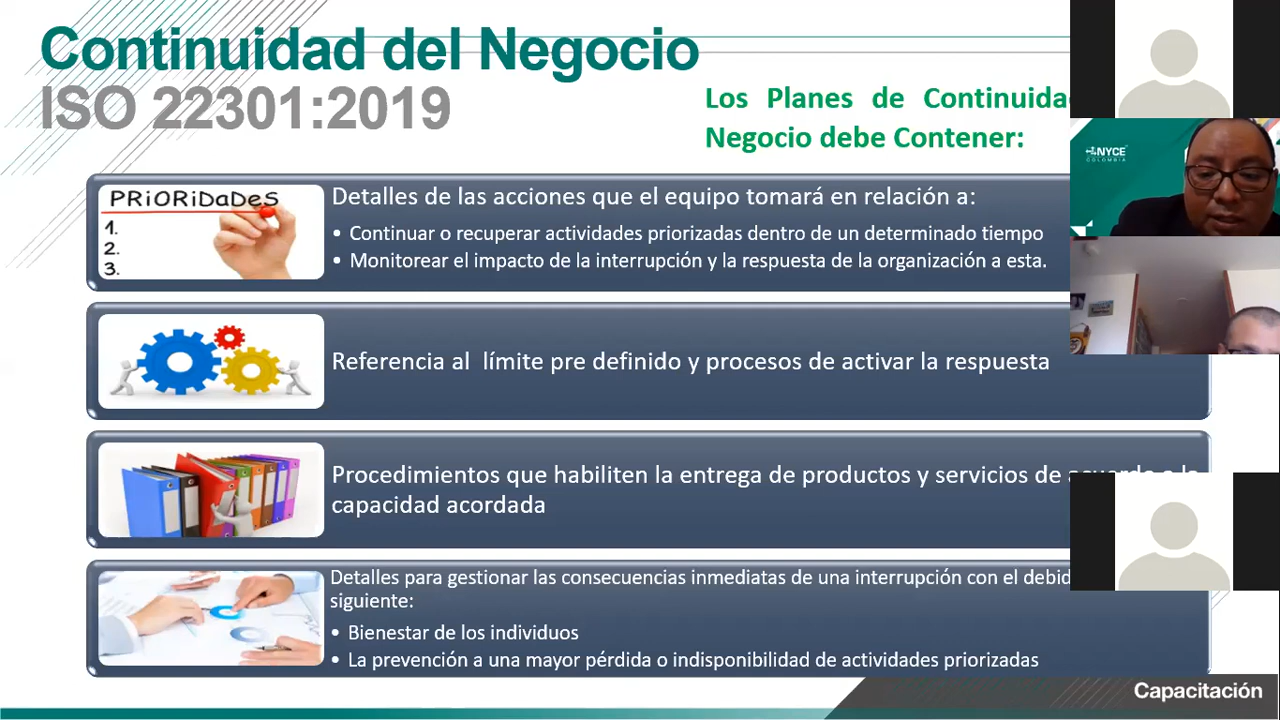 Continuidad del Negocio
ISO 22301:2019
Los Planes de
Negocio debe Contener:
NYCE
COLOMBIA
PRiORiDaDeS
1.
2.
3.
Detalles de las acciones que el equipo tomará en relación a:
• Continuar o recuperar actividades priorizadas dentro de un determinado tiempo
• Monitorear el impacto de la interrupción y la respuesta de la organización a esta.
Referencia al límite pre definido y procesos de activar la respuesta
Procedimientos que habiliten la entrega de productos y servicios de
capacidad acordada
Detalles para gestionar las consecuencias inmediatas de una interrupción con el
siguiente:
• Bienestar de los individuos
• La prevención a una mayor pérdida o indisponibilidad de actividades priorizadas
Capacitación